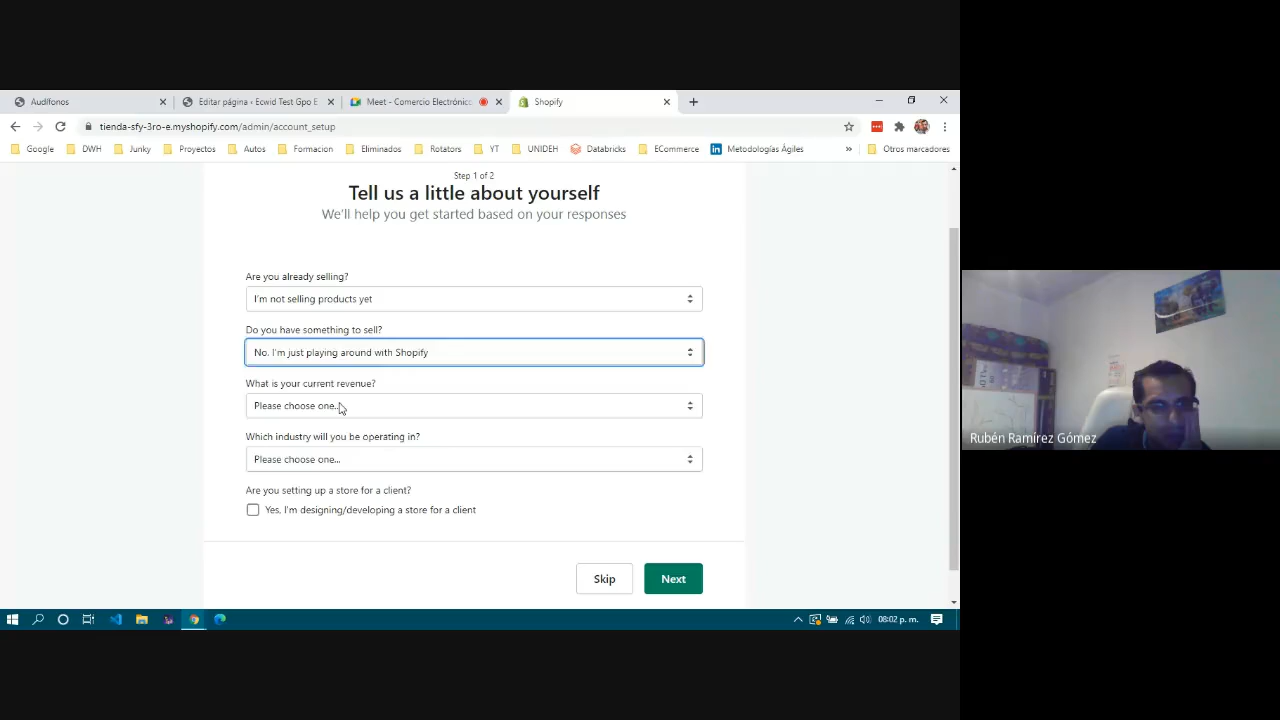 Audífonos
Editar página ‹ Ecwid Test Gpo E
Meet - Comercio Electrónic
Shopify
tienda-sfy-3ro-e.myshopify.com/admin/account_setup
Google DWH Junky Proyectos Autos Formacion Eliminados Rotators YT UNIDEH Databricks ECommerce Metodologías Ágiles » Otros marcadores
Step 1 of 2
Tell us a little about yourself
We'll help you get started based on your responses
Are you already selling?
I'm not selling products yet
Do you have something to sell?
No. I'm just playing around with Shopify
What is your current revenue?
Please choose one...
Which industry will you be operating in?
Please choose one...
Are you setting up a store for a client?
Yes. I'm designing/developing a store for a client
Skip
Next
Rubén Ramírez Gómez
08:02 p. m.